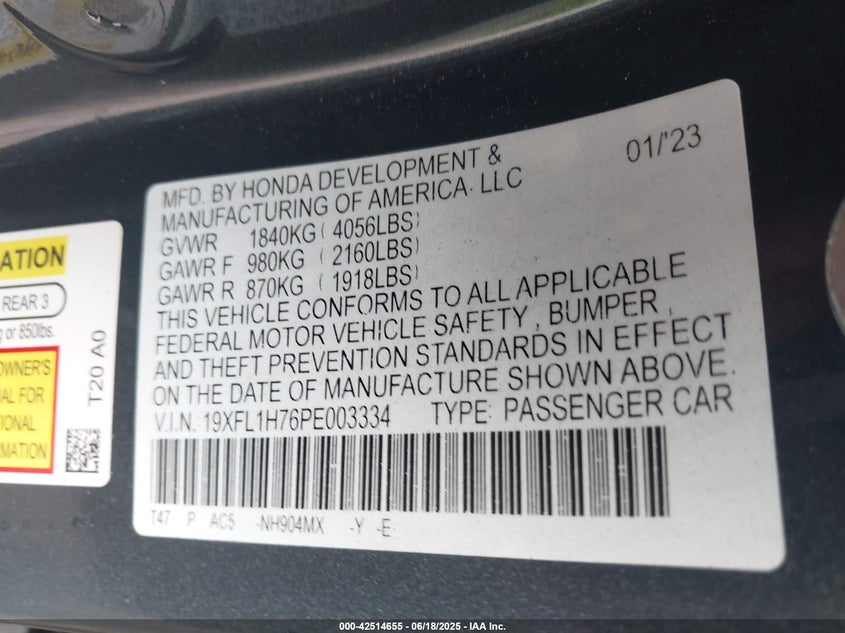 MFD. BY HONDA DEVELOPMENT &
MANUFACTURING OF AMERICA. LLC
01/'23
GVWR 1840KG ( 4056LBS)
GAWR F 980KG ( 2160LBS)
GAWR R 870KG ( 1918LBS)
THIS VEHICLE CONFORMS TO ALL APPLICABLE
FEDERAL MOTOR VEHICLE SAFETY , BUMPER ,
AND THEFT PREVENTION STANDARDS IN EFFECT
ON THE DATE OF MANUFACTURE SHOWN ABOVE.
V.I.N. 19XFL1H76PE003334 TYPE: PASSENGER CAR
T47 P AC5 -NH904MX -Y -E-
ATION
REAR 3
g or 850lbs.
OWNER'S
AL FOR
TIONAL
RMATION
T20 A0
000-42514655 - 06/18/2025 - IAA Inc.